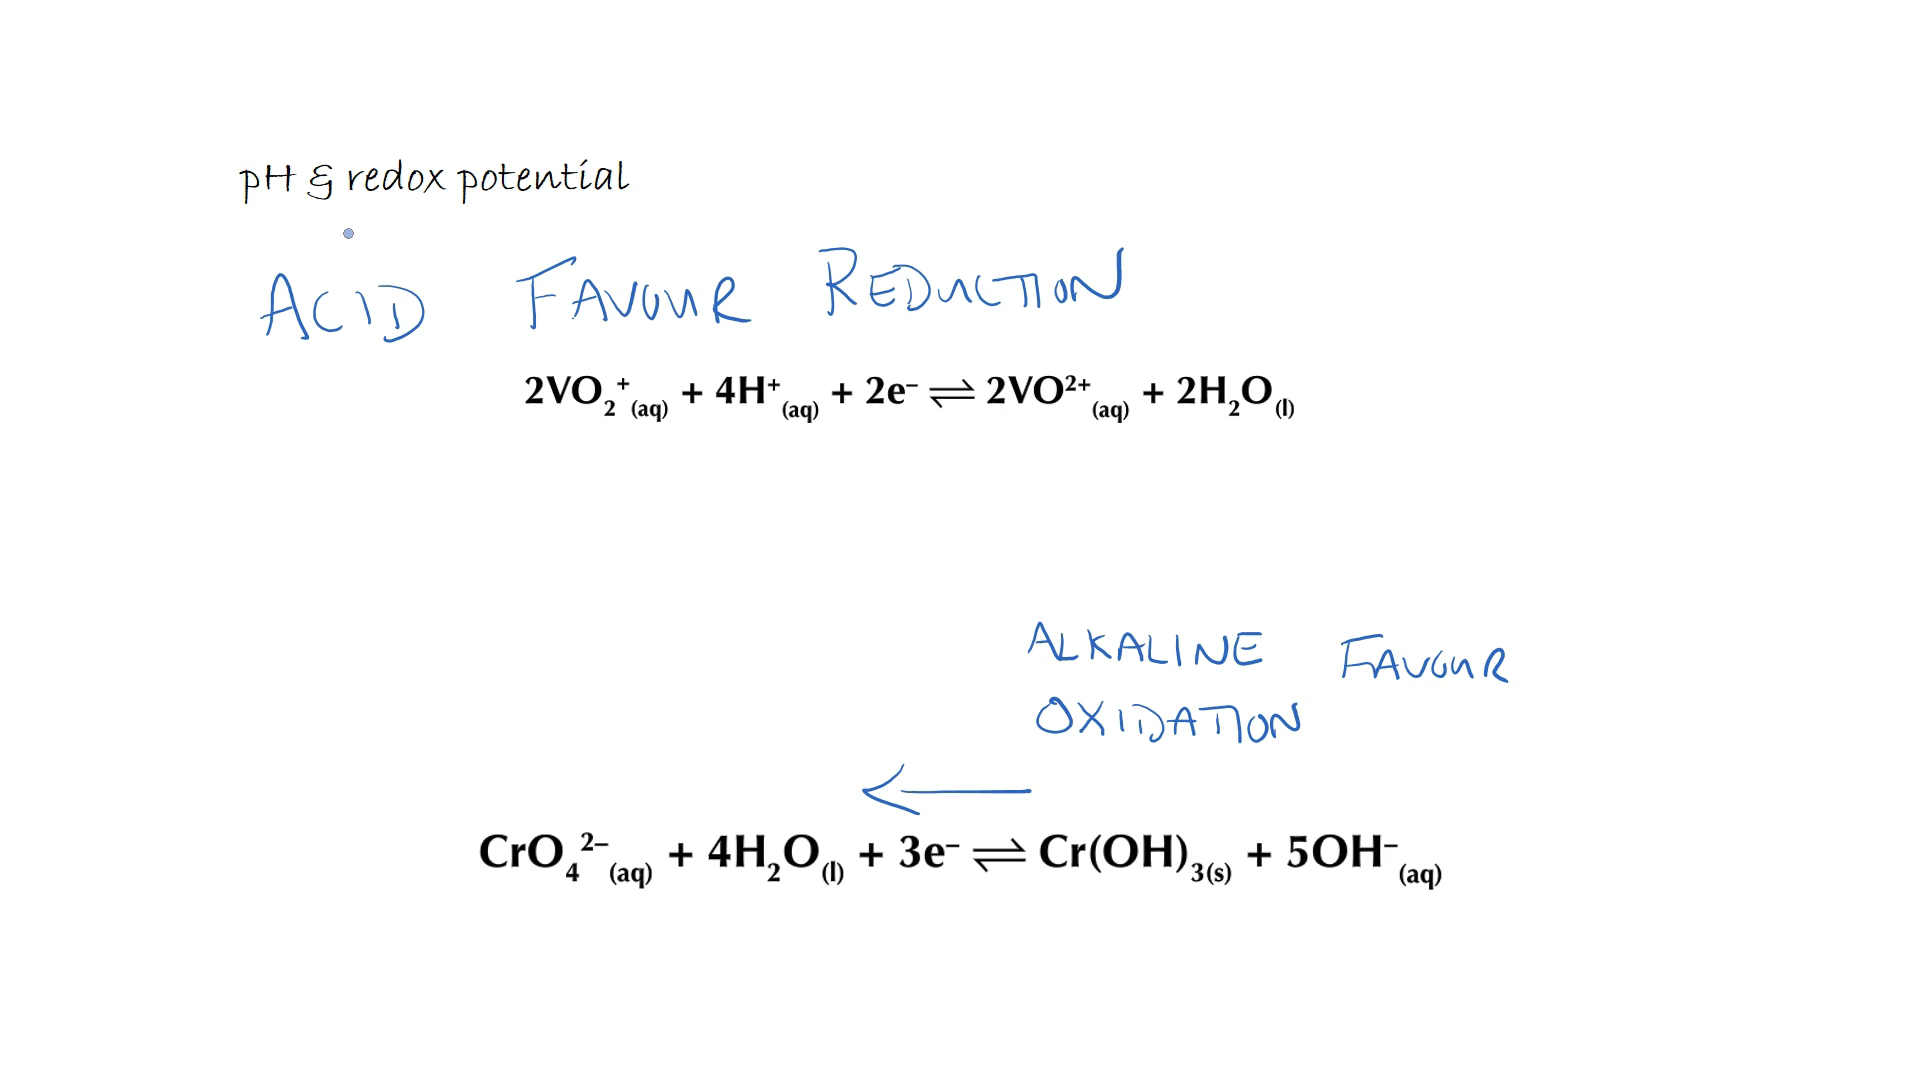 pH & redox potential
ACID FAVOUR REDUCTION
2VO₂⁺(aq) + 4H⁺(aq) + 2e⁻ ⇌ 2VO²⁺(aq) + 2H₂O(l)
ALKALINE FAVOUR
OXIDATION
CrO₄²⁻(aq) + 4H₂O(l) + 3e⁻ ⇌ Cr(OH)₃(s) + 5OH⁻(aq)